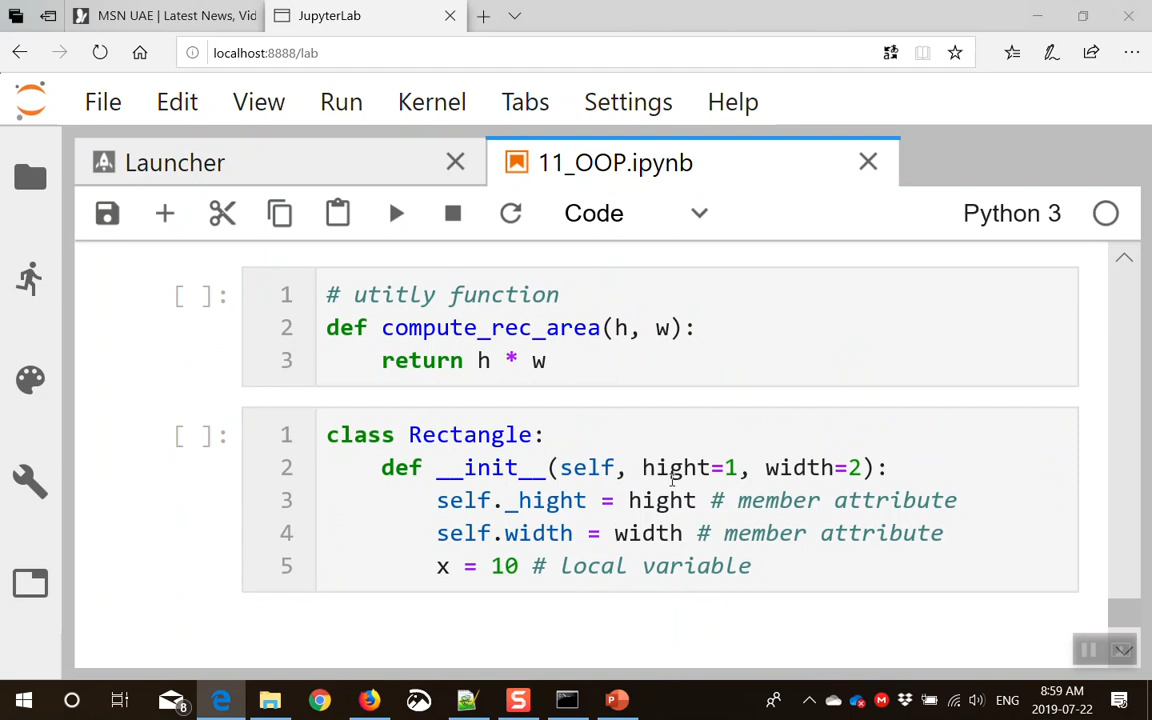 MSN UAE | Latest News, Vid
JupyterLab
localhost:8888/lab
File Edit View Run Kernel Tabs Settings Help
Launcher
11_OOP.ipynb
Code
Python 3
[ ]:
1 # utitly function
2 def compute_rec_area(h, w):
3 return h * w
[ ]:
1 class Rectangle:
2 def __init__(self, hight=1, width=2):
3 self._hight = hight # member attribute
4 self.width = width # member attribute
5 x = 10 # local variable
8
ENG
8:59 AM
2019-07-22